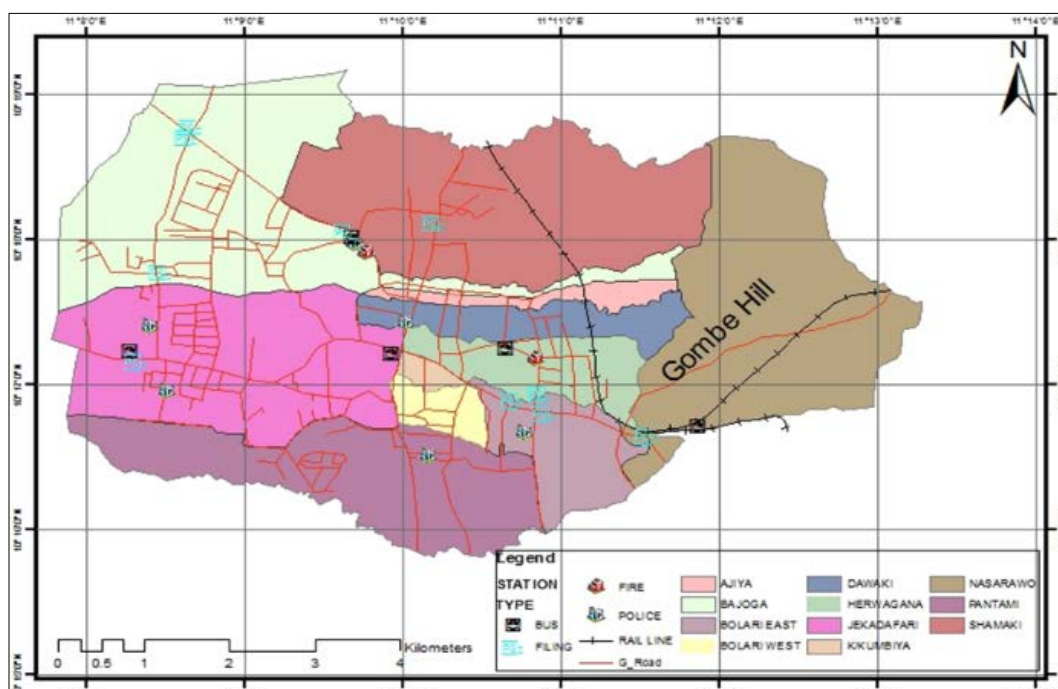 11°8'0"E 11°9'0"E 11°10'0"E 11°11'0"E 11°12'0"E 11°13'0"E 11°14'0"E
N
Gombe Hill
Legend
STATION
TYPE
BUS
FILING
FIRE
POLICE
RAIL LINE
G_Road
AJIYA
BAJOGA
BOLARI EAST
BOLARI WEST
DAWAKI
HERWAGANA
JEKADAFARI
K/KUMBIYA
NASARAWO
PANTAMI
SHAMAKI
Kilometers
0 0.5 1 2 3 4